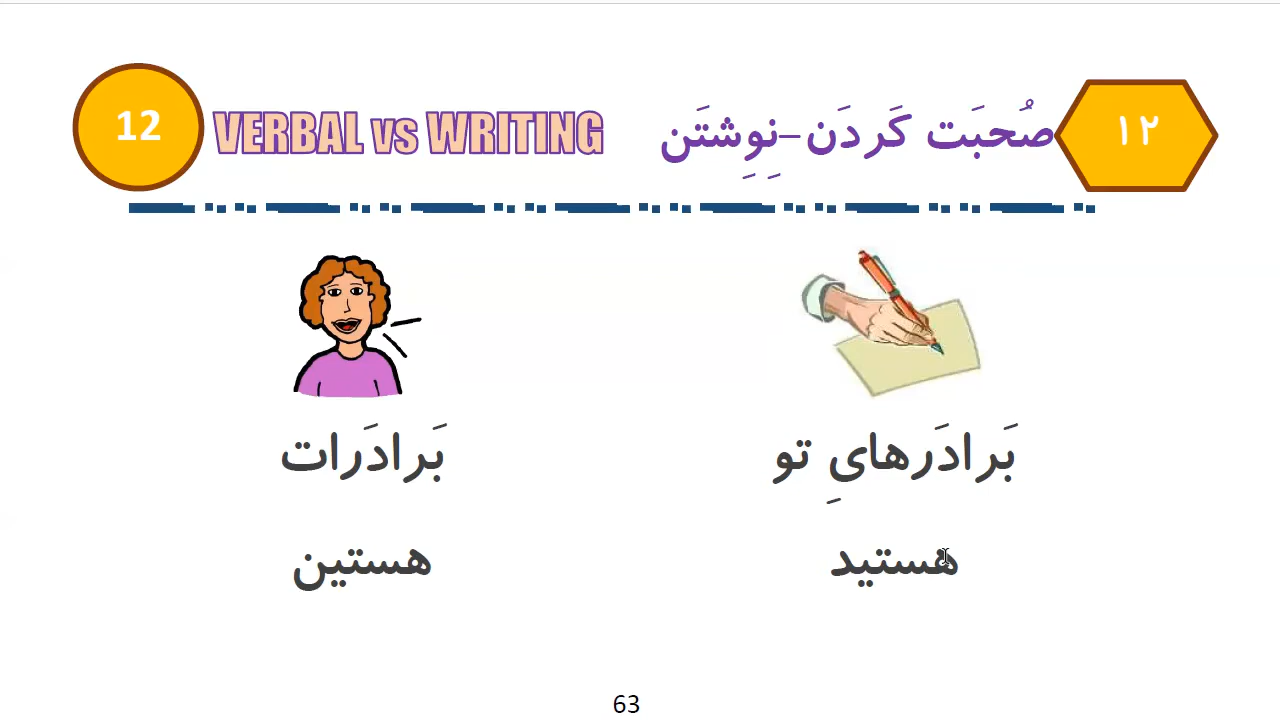 12
VERBAL vs WRITING
صُحبَت کَردَن-نِوِشتَن
۱۲
بَرادَرهایِ تو
بَرادَرات
هستید
هستین
63